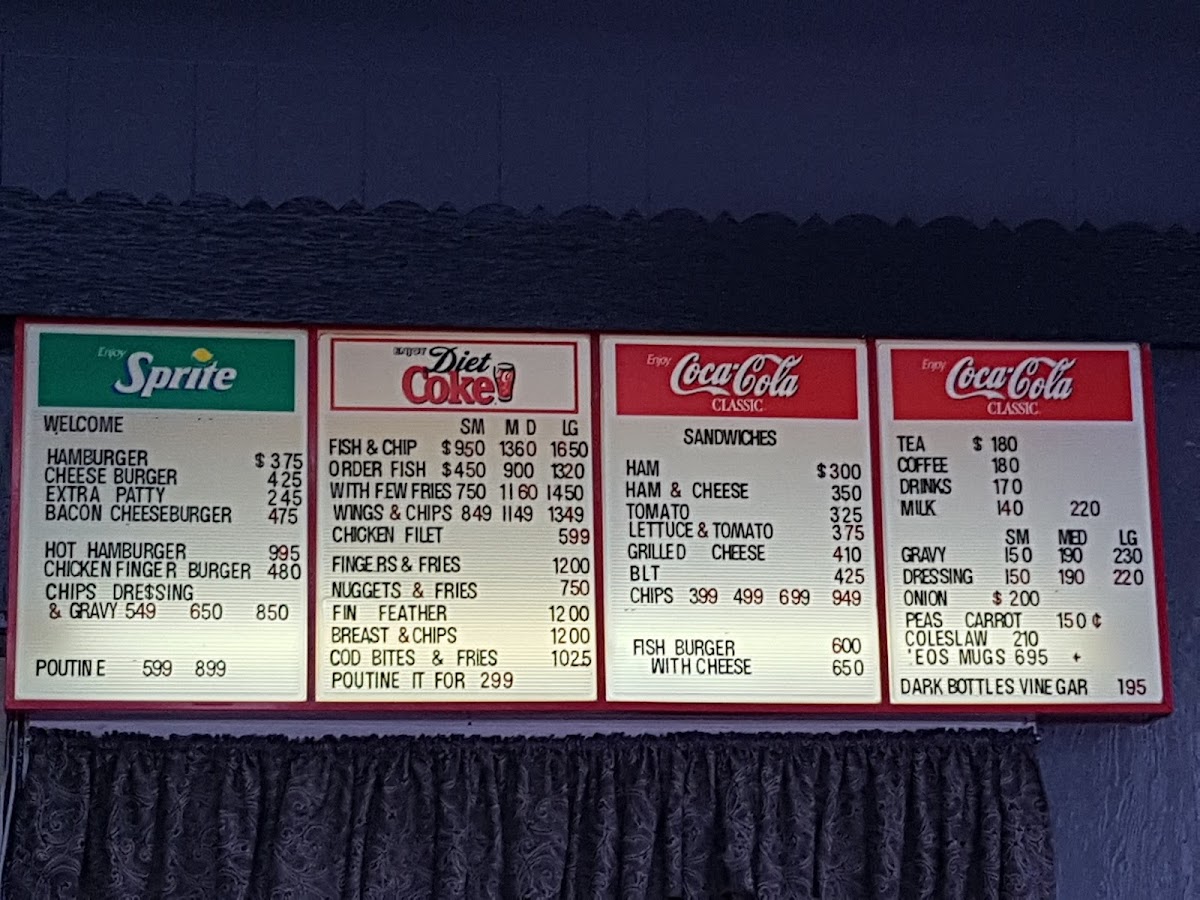 Enjoy
Sprite
WELCOME
HAMBURGER $ 375
CHEESE BURGER 425
EXTRA PATTY 245
BACON CHEESEBURGER 475
HOT HAMBURGER 995
CHICKEN FINGER BURGER 480
CHIPS DRE$SING
& GRAVY 549 650 850
POUTINE 599 899
ENJOY
Diet
Coke
SM MD LG
FISH & CHIP $950 1360 1650
ORDER FISH $450 900 1320
WITH FEW FRIES 750 1160 1450
WINGS & CHIPS 849 1149 1349
CHICKEN FILET 599
FINGERS & FRIES 1200
NUGGETS & FRIES 750
FIN FEATHER 1200
BREAST & CHIPS 1200
COD BITES & FRIES 1025
POUTINE IT FOR 299
Enjoy
Coca-Cola
CLASSIC
SANDWICHES
HAM $300
HAM & CHEESE 350
TOMATO 325
LETTUCE & TOMATO 375
GRILLED CHEESE 410
BLT 425
CHIPS 399 499 699 949
FISH BURGER 600
WITH CHEESE 650
Enjoy
Coca-Cola
CLASSIC
TEA $ 180
COFFEE 180
DRINKS 170
MILK 140 220
SM MED LG
GRAVY 150 190 230
DRESSING 150 190 220
ONION $ 200
PEAS CARROT 150¢
COLESLAW 210
'EOS MUGS 695 +
DARK BOTTLES VINEGAR 195